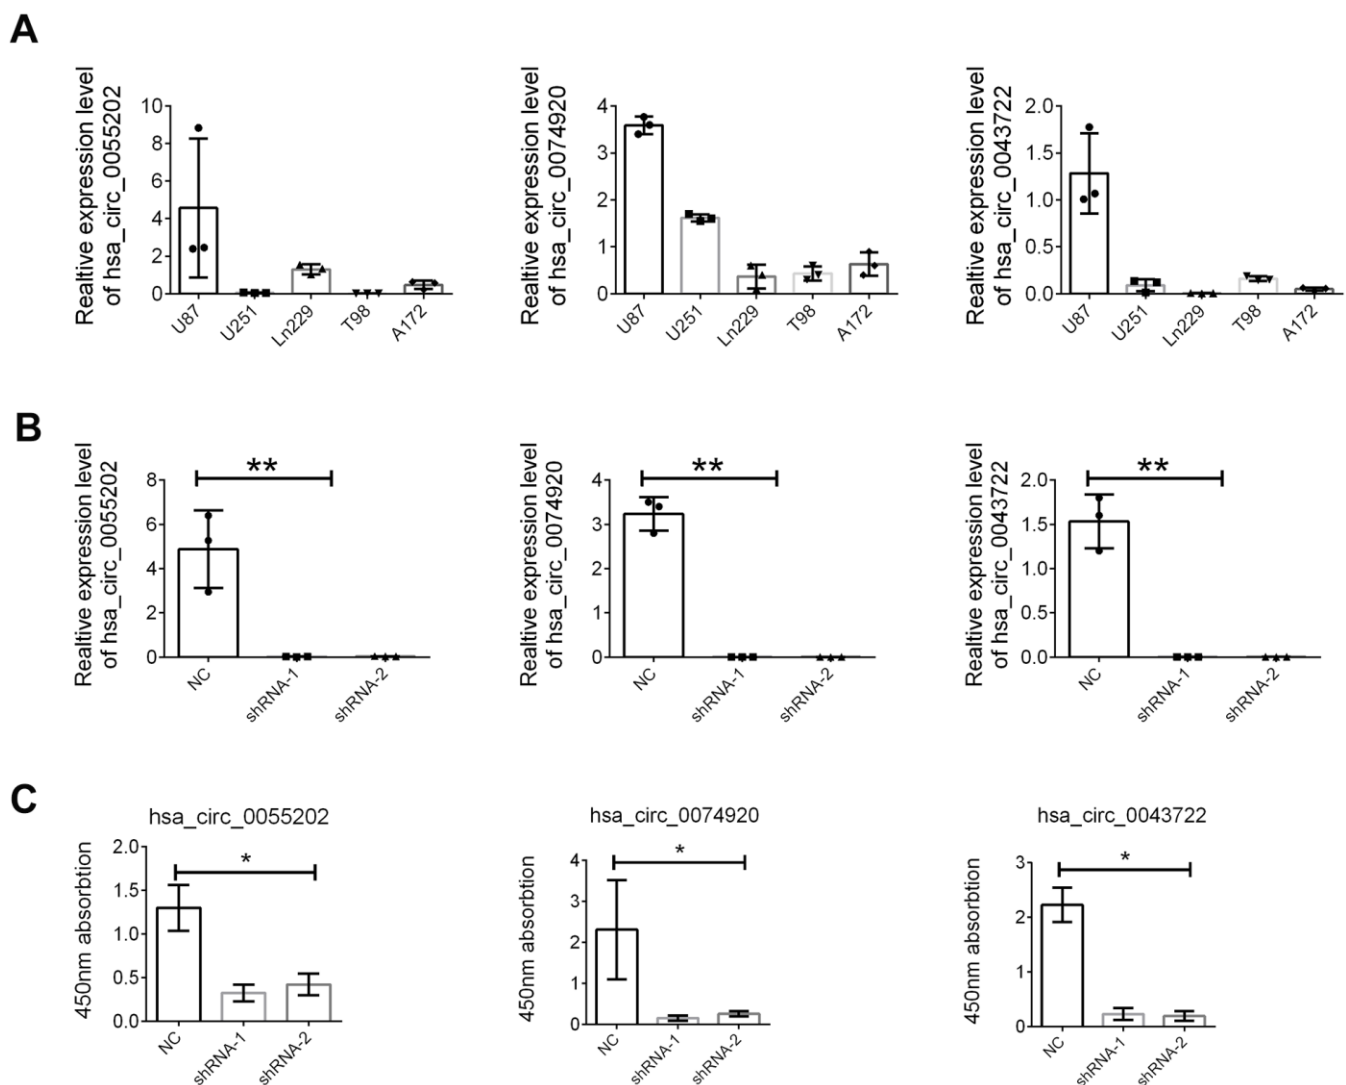 A
Realtive expression level
of hsa_circ_0055202
10
8
6
4
2
0
U87
U251
Ln229
T98
A172
Realtive expression level
of hsa_circ_0074920
4
3
2
1
0
U87
U251
Ln229
T98
A172
Realtive expression level
of hsa_circ_0043722
2.0
1.5
1.0
0.5
0.0
U87
U251
Ln229
T98
A172
B
Realtive expression level
of hsa_circ_0055202
8
6
4
2
0
**
NC
shRNA-1
shRNA-2
Realtive expression level
of hsa_circ_0074920
4
3
2
1
0
**
NC
shRNA-1
shRNA-2
Realtive expression level
of hsa_circ_0043722
2.0
1.5
1.0
0.5
0.0
**
NC
shRNA-1
shRNA-2
C
hsa_circ_0055202
450nm absorbtion
2.0
1.5
1.0
0.5
0.0
*
NC
shRNA-1
shRNA-2
hsa_circ_0074920
450nm absorbtion
4
3
2
1
0
*
NC
shRNA-1
shRNA-2
hsa_circ_0043722
450nm absorbtion
3
2
1
0
*
NC
shRNA-1
shRNA-2